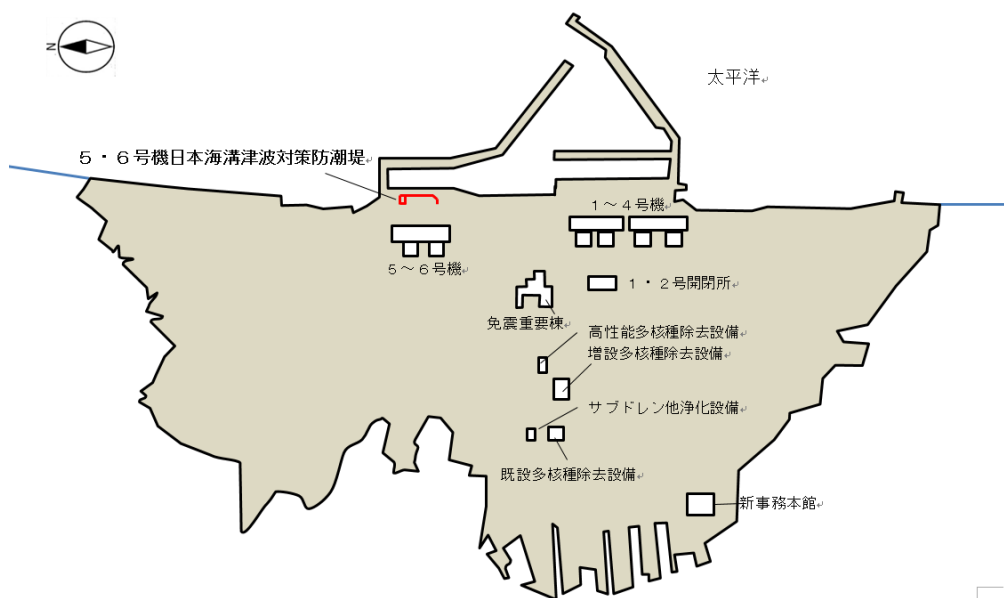 N
太平洋
５・６号機日本海溝津波対策防潮堤
１～４号機
５～６号機
１・２号開閉所
免震重要棟
高性能多核種除去設備
増設多核種除去設備
サブドレン他浄化設備
既設多核種除去設備
新事務本館